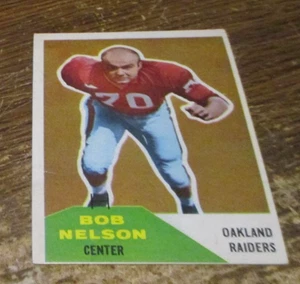 70
BOB
NELSON
CENTER
OAKLAND
RAIDERS